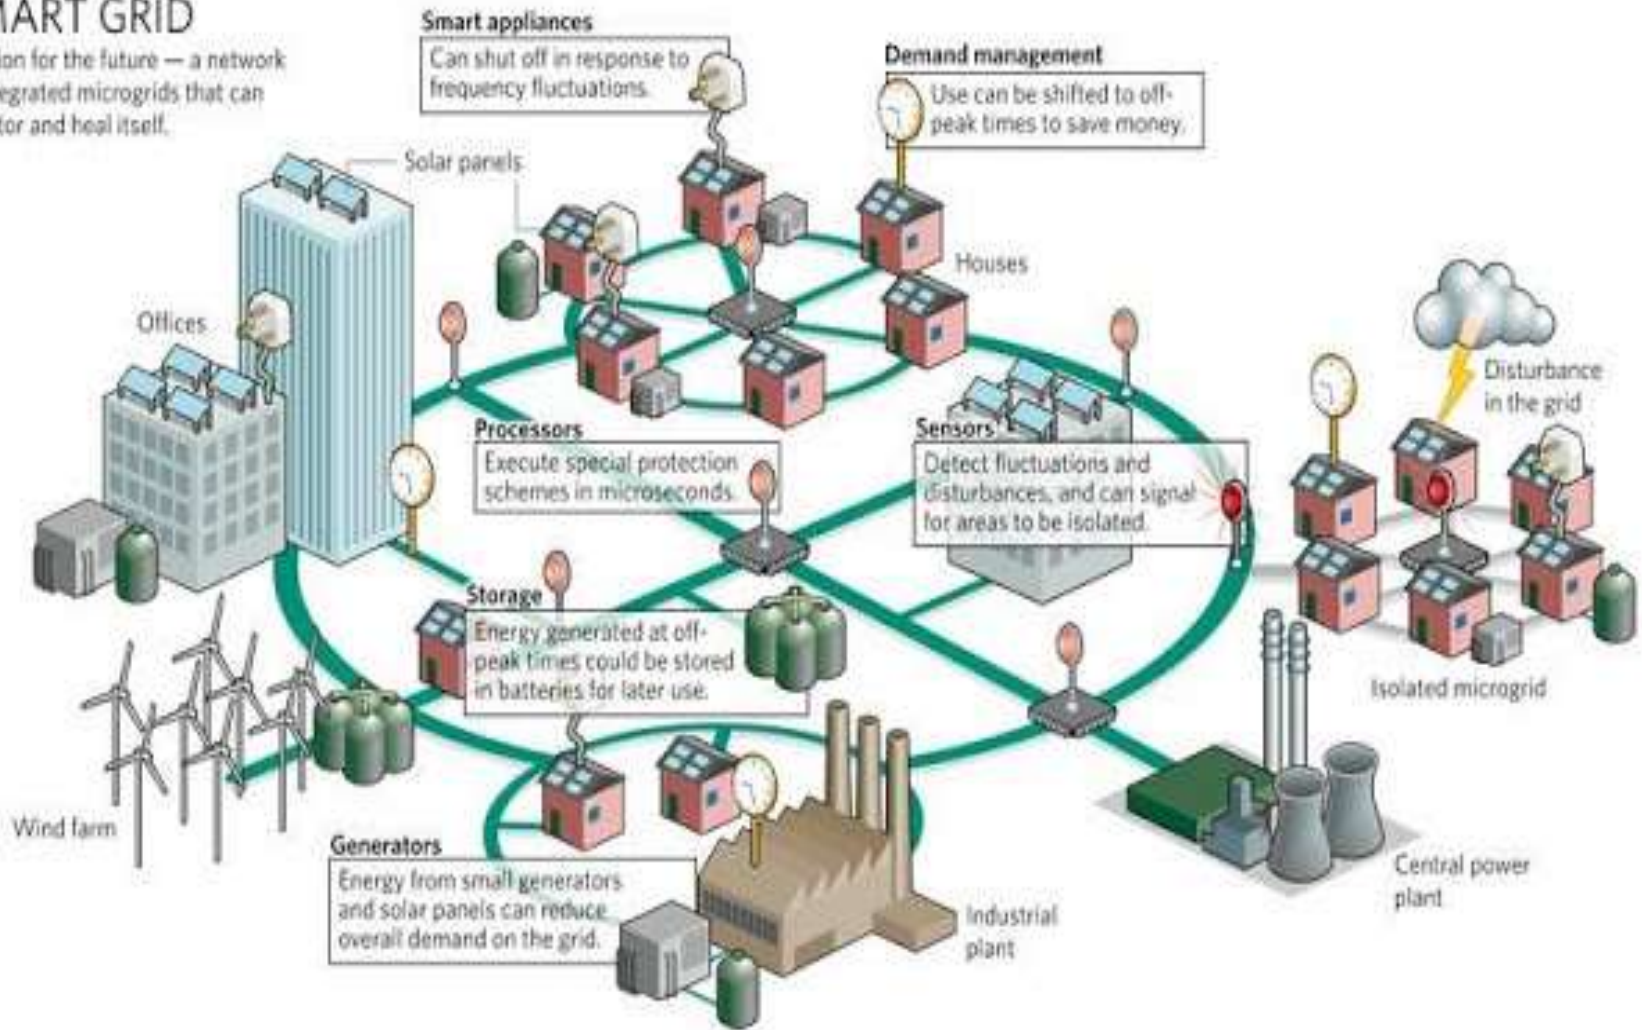 MART GRID
ion for the future — a network
egrated microgrids that can
tor and heal itself.
Smart appliances
Can shut off in response to
frequency fluctuations.
Demand management
Use can be shifted to off-
peak times to save money.
Solar panels
Houses
Offices
Disturbance
in the grid
Processors
Execute special protection
schemes in microseconds.
Sensors
Detect fluctuations and
disturbances, and can signal
for areas to be isolated.
Storage
Energy generated at off-
peak times could be stored
in batteries for later use.
Isolated microgrid
Wind farm
Generators
Energy from small generators
and solar panels can reduce
overall demand on the grid.
Industrial
plant
Central power
plant